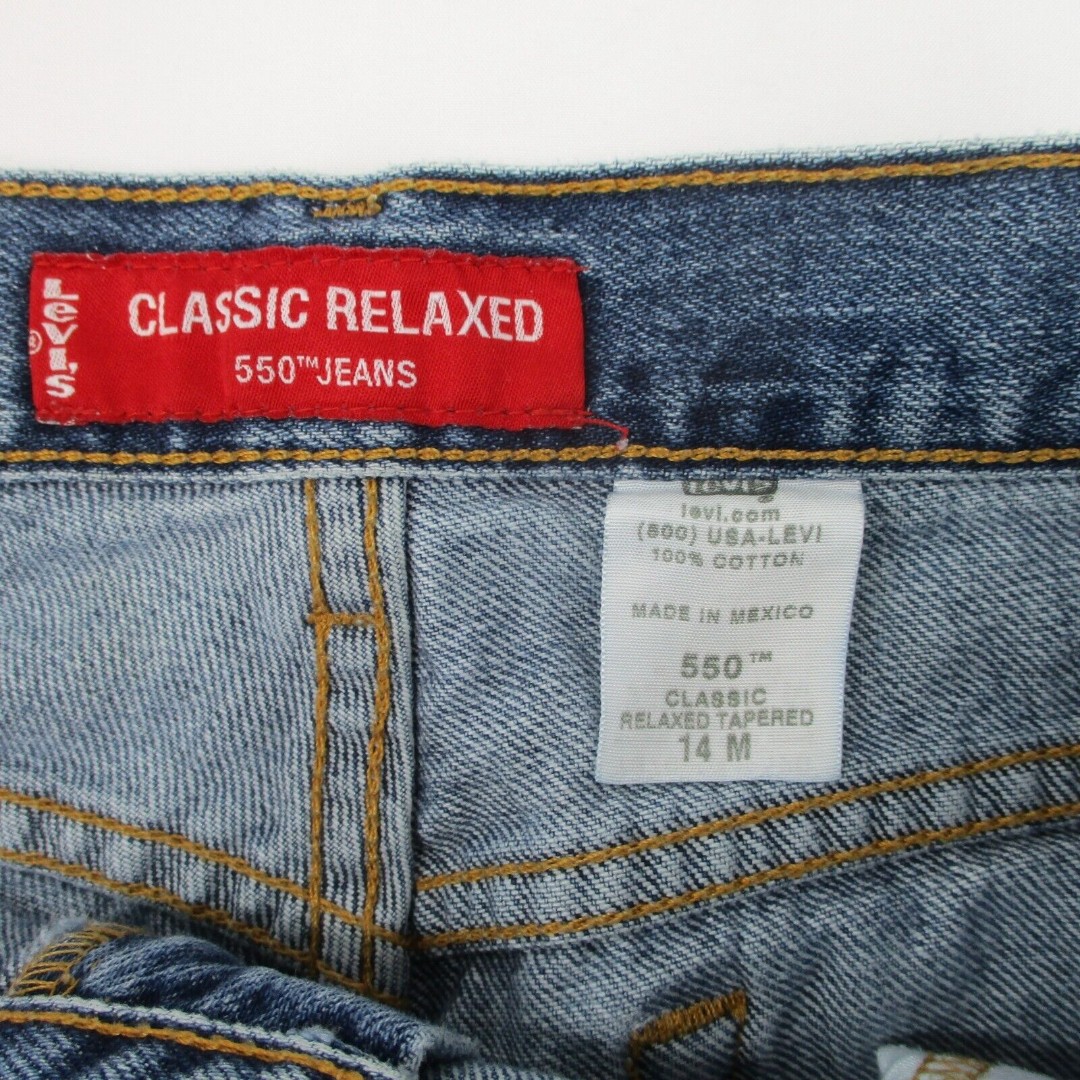 LEVI'S
®
CLASSIC RELAXED
550™JEANS
Levi's
levi.com
(800) USA-LEVI
100% COTTON
MADE IN MEXICO
550™
CLASSIC
RELAXED TAPERED
14 M